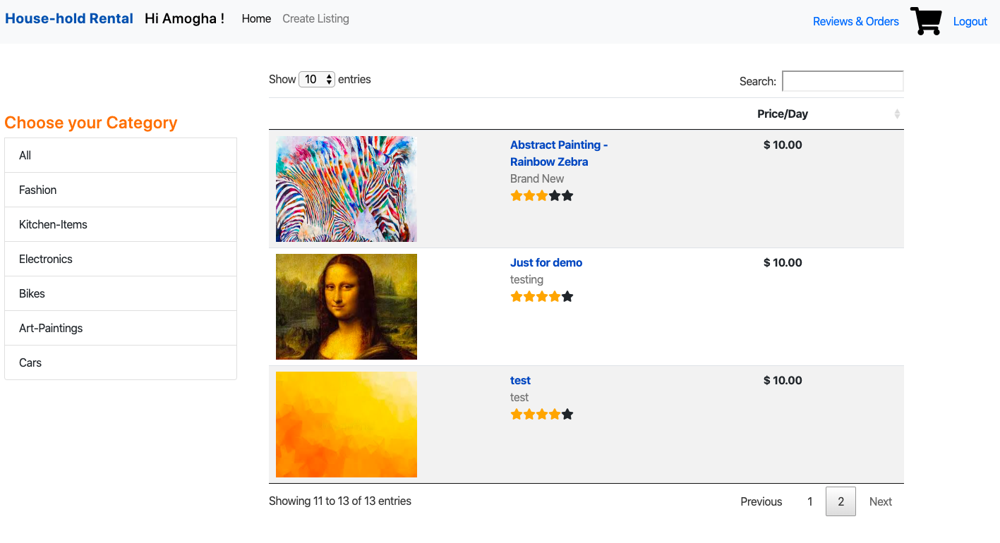 House-hold Rental Hi Amogha ! Home Create Listing Reviews & Orders Logout
Show 10 entries Search:
Choose your Category
All
Fashion
Kitchen-Items
Electronics
Bikes
Art-Paintings
Cars
Price/Day
Abstract Painting - $ 10.00
Rainbow Zebra
Brand New
Just for demo $ 10.00
testing
test $ 10.00
test
Showing 11 to 13 of 13 entries Previous 1 2 Next